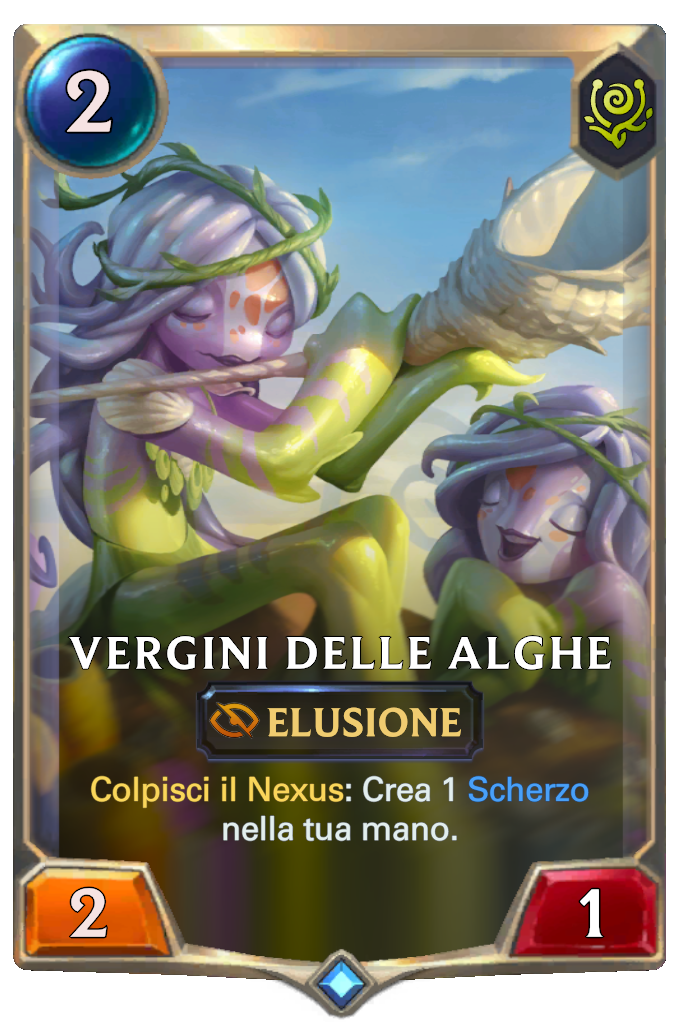 2
VERGINI DELLE ALGHE
ELUSIONE
Colpisci il Nexus: Crea 1 Scherzo
nella tua mano.
2
1